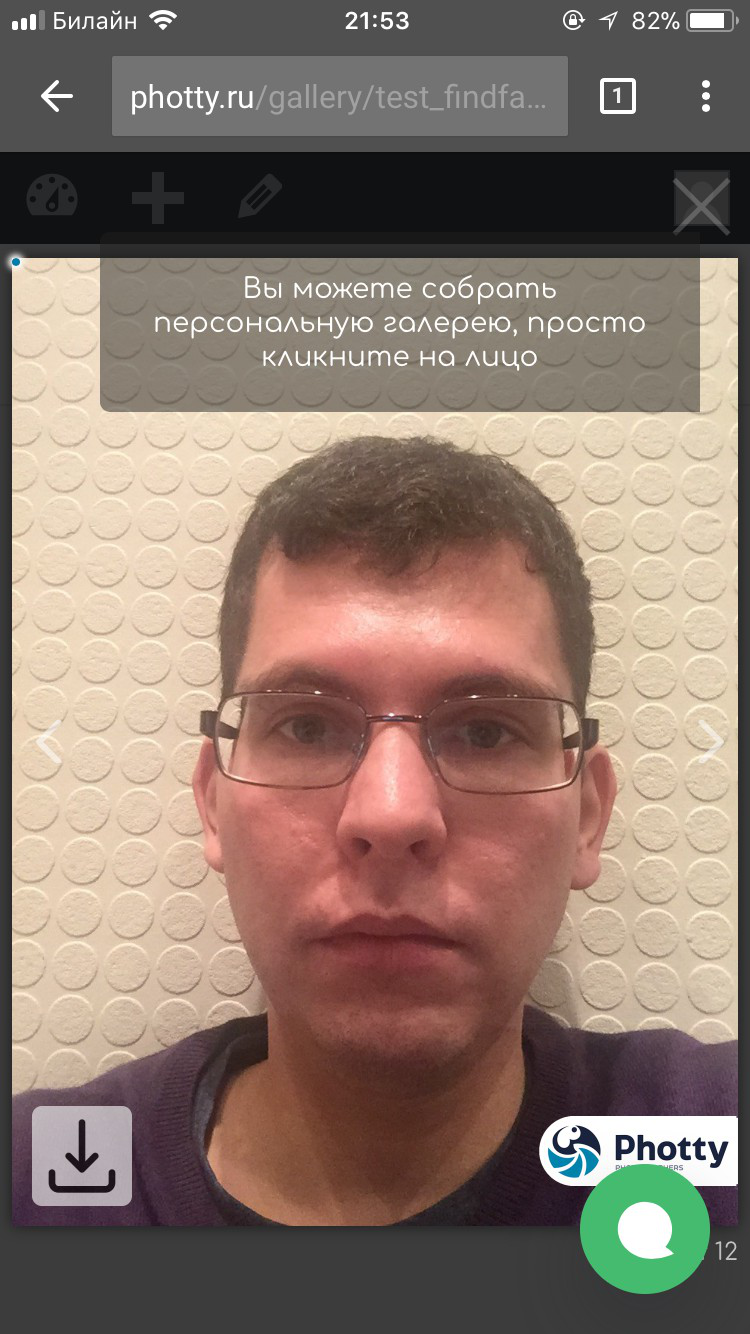 Билайн 21:53 82%
photty.ru/gallery/test_findfa... 1
Вы можете собрать
персональную галерею, просто
кликните на лицо
Photty
12